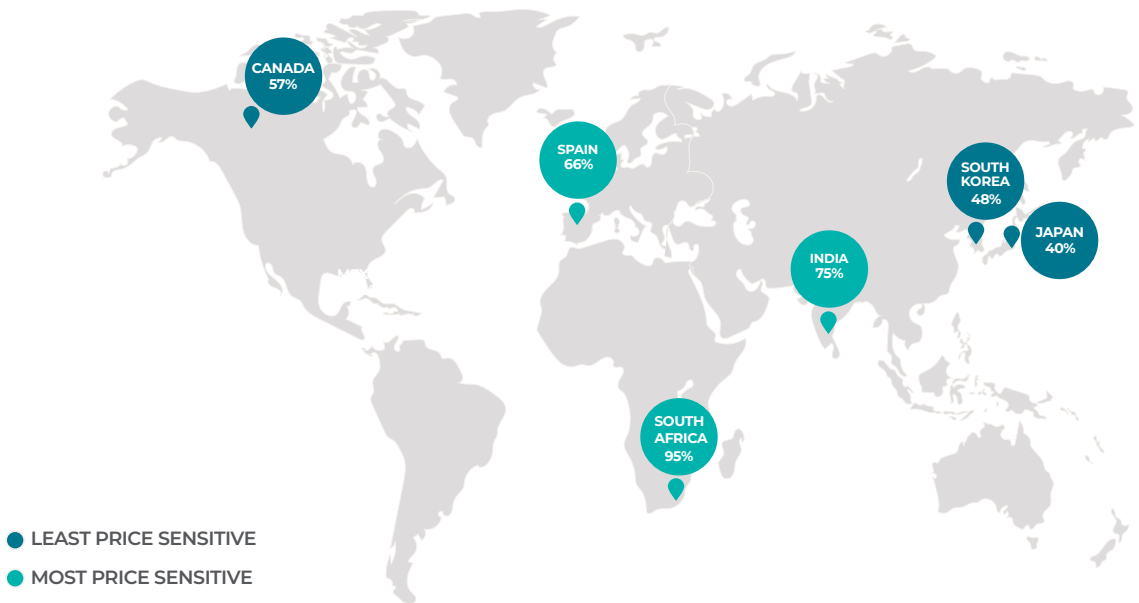 CANADA
57%
SPAIN
66%
SOUTH
KOREA
48%
JAPAN
40%
INDIA
75%
SOUTH
AFRICA
95%
LEAST PRICE SENSITIVE
MOST PRICE SENSITIVE